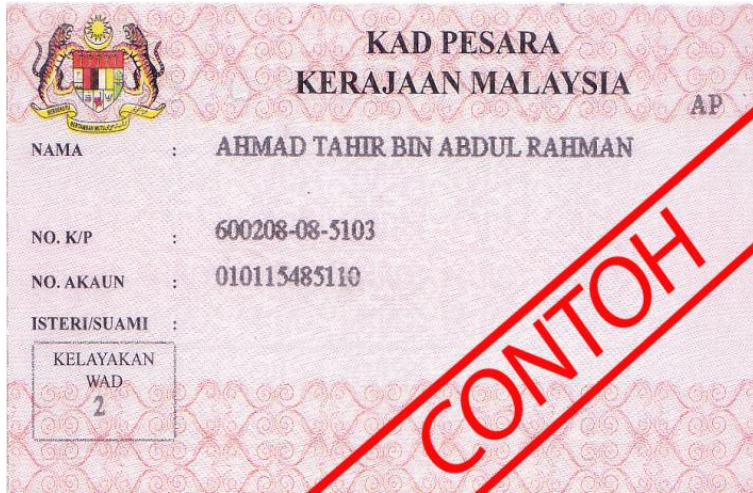 KAD PESARA
KERAJAAN MALAYSIA
AP
NAMA : AHMAD TAHIR BIN ABDUL RAHMAN
NO. K/P : 600208-08-5103
NO. AKAUN : 010115485110
ISTERI/SUAMI :
KELAYAKAN
WAD
2
CONTOH